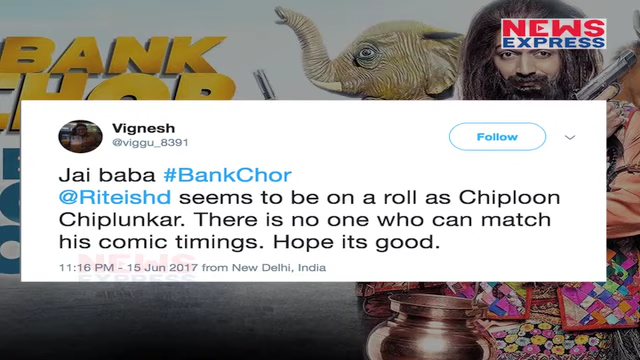 NEWS
EXPRESS
BANK
CHOR
Vignesh
@viggu_8391
Follow
Jai baba #BankChor
@Riteishd seems to be on a roll as Chiploon
Chiplunkar. There is no one who can match
his comic timings. Hope its good.
11:16 PM - 15 Jun 2017 from New Delhi, India
NEWS
EXPRESS